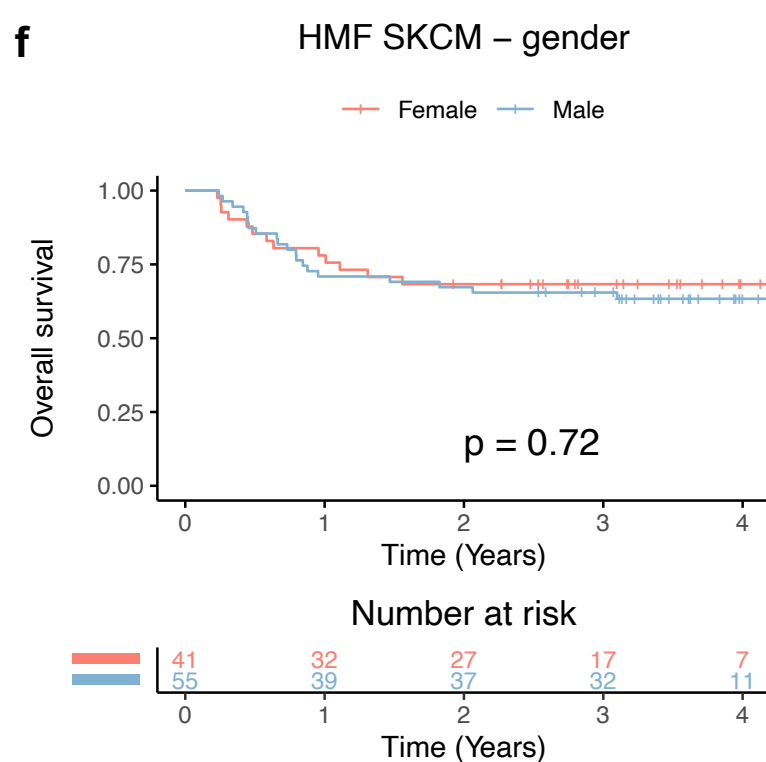 f
HMF SKCM – gender
Female Male
Overall survival
1.00
0.75
0.50
0.25
0.00
p = 0.72
0 1 2 3 4
Time (Years)
Number at risk
41 32 27 17 7
55 39 37 32 11
0 1 2 3 4
Time (Years)